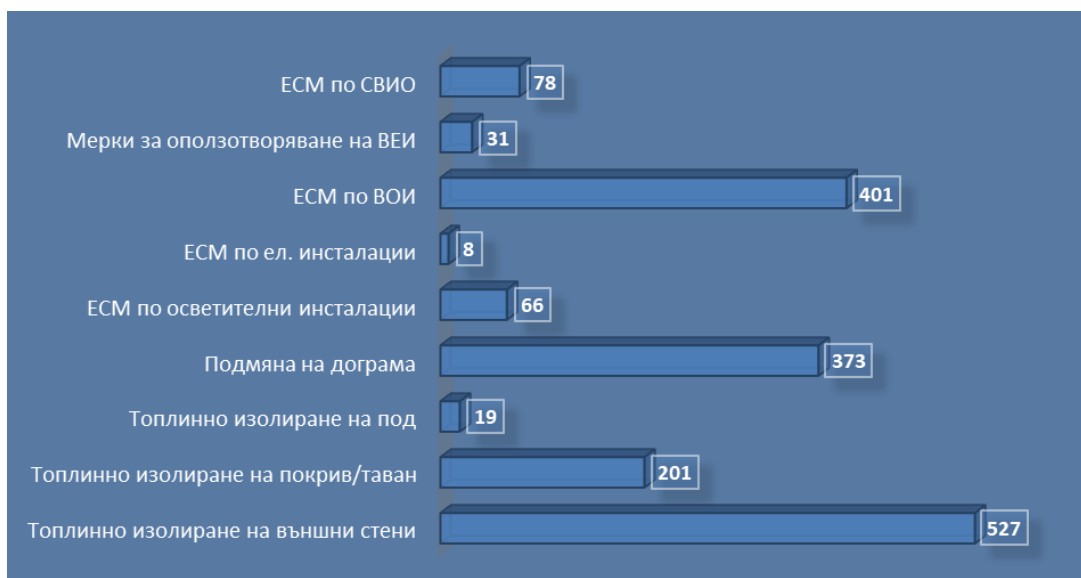 ЕСМ по СВИО 78
Мерки за оползотворяване на ВЕИ 31
ЕСМ по ВОИ 401
ЕСМ по ел. инсталации 8
ЕСМ по осветителни инсталации 66
Подмяна на дограма 373
Топлинно изолиране на под 19
Топлинно изолиране на покрив/таван 201
Топлинно изолиране на външни стени 527